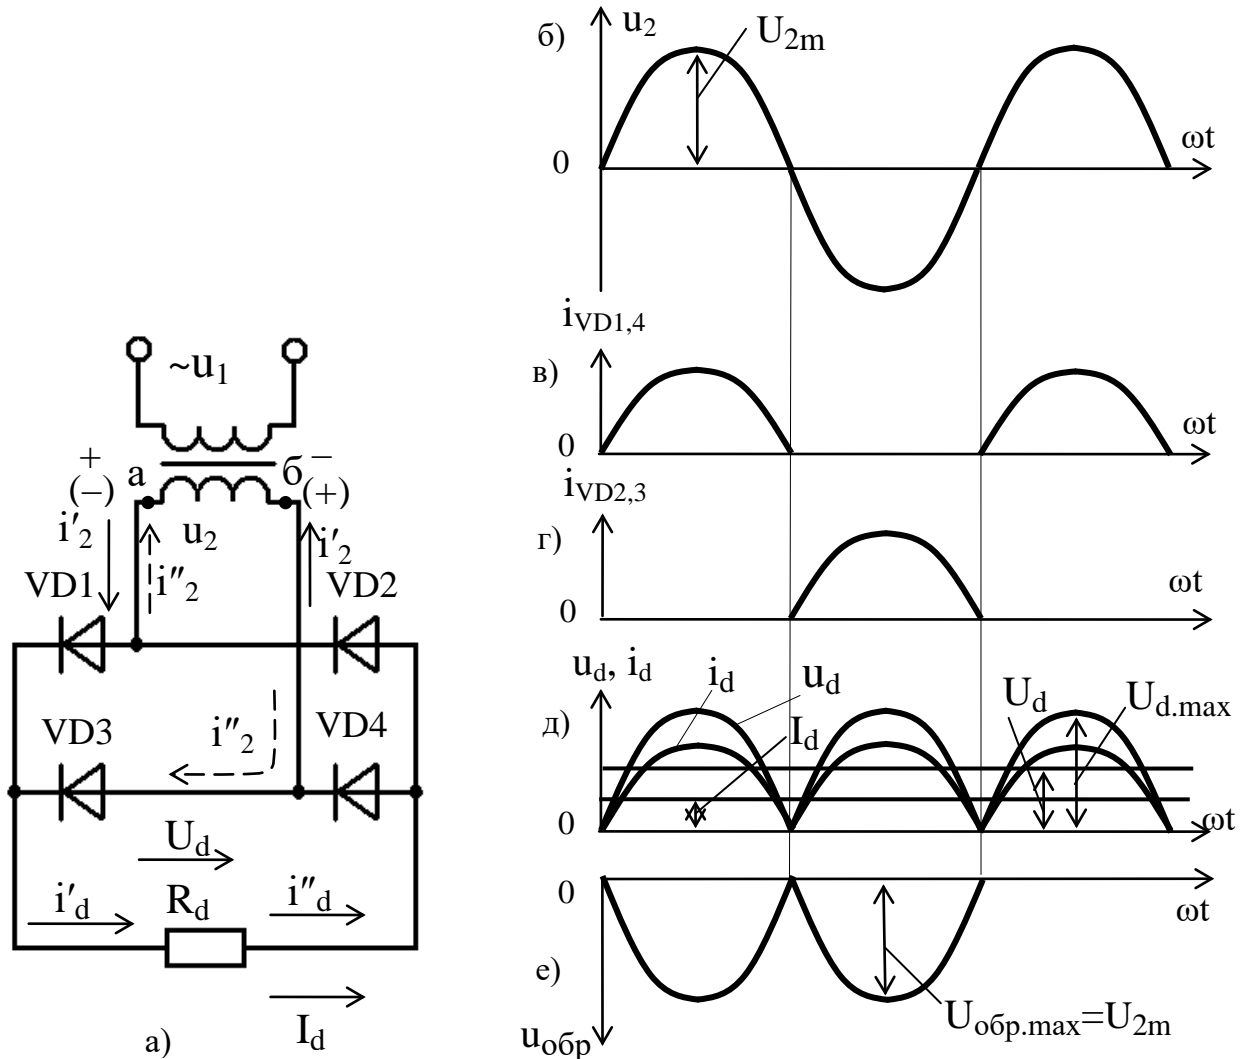 ~u1
+
(–)
a
б
–
(+)
i′2
u2
i′2
i″2
VD1
VD2
VD3
i″2
VD4
Ud
i′d
Rd
i″d
Id
а)
б)
u2
U2m
0
ωt
iVD1,4
в)
0
ωt
iVD2,3
г)
0
ωt
ud, id
id
ud
Ud
Ud.max
д)
Id
0
ωt
0
ωt
е)
Uобр.max=U2m
uобр